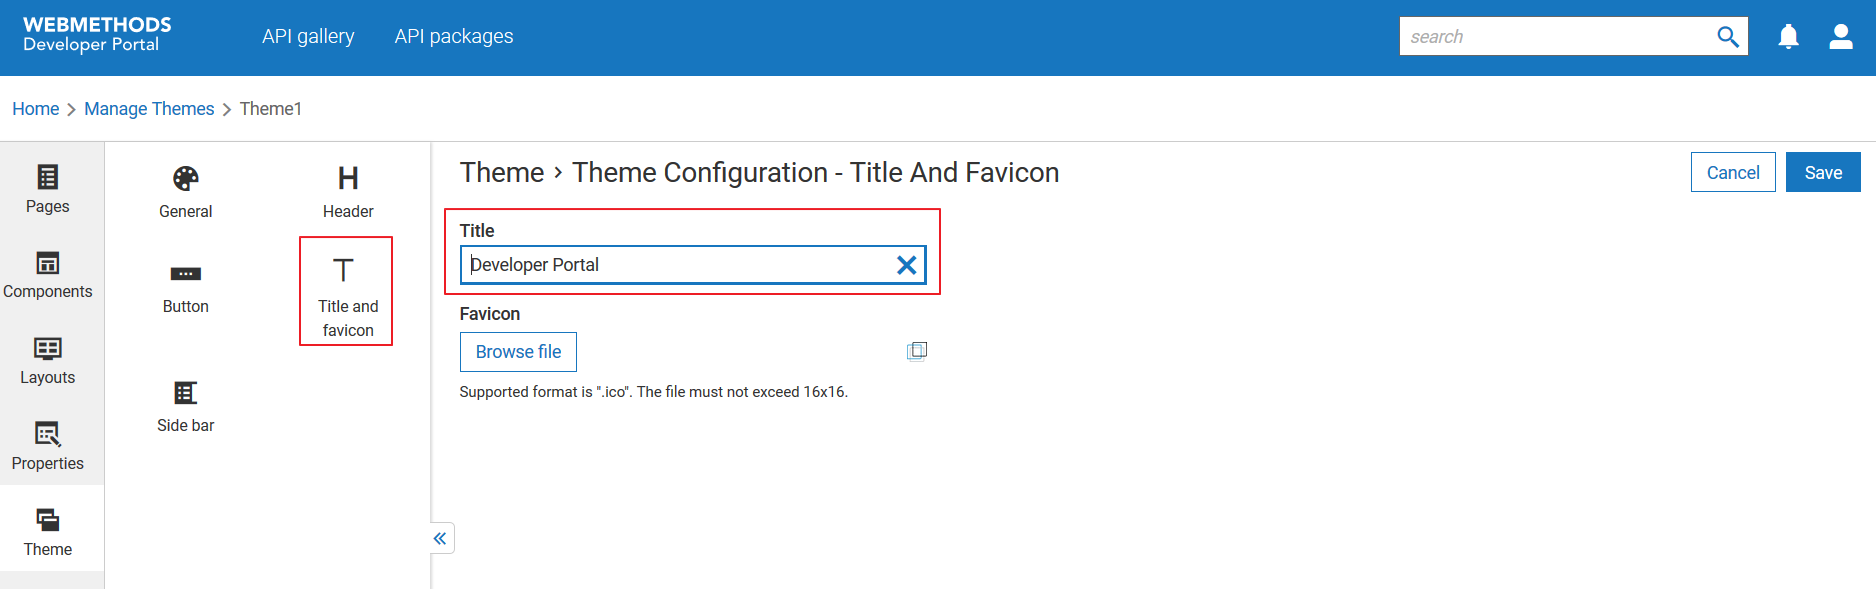 WEBMETHODS
Developer Portal
API gallery
API packages
search
Home > Manage Themes > Theme1
Pages
Components
Layouts
Properties
Theme
General
Header
Button
Title and
favicon
Side bar
Theme > Theme Configuration - Title And Favicon
Cancel
Save
Title
Developer Portal
Favicon
Browse file
Supported format is ".ico". The file must not exceed 16x16.